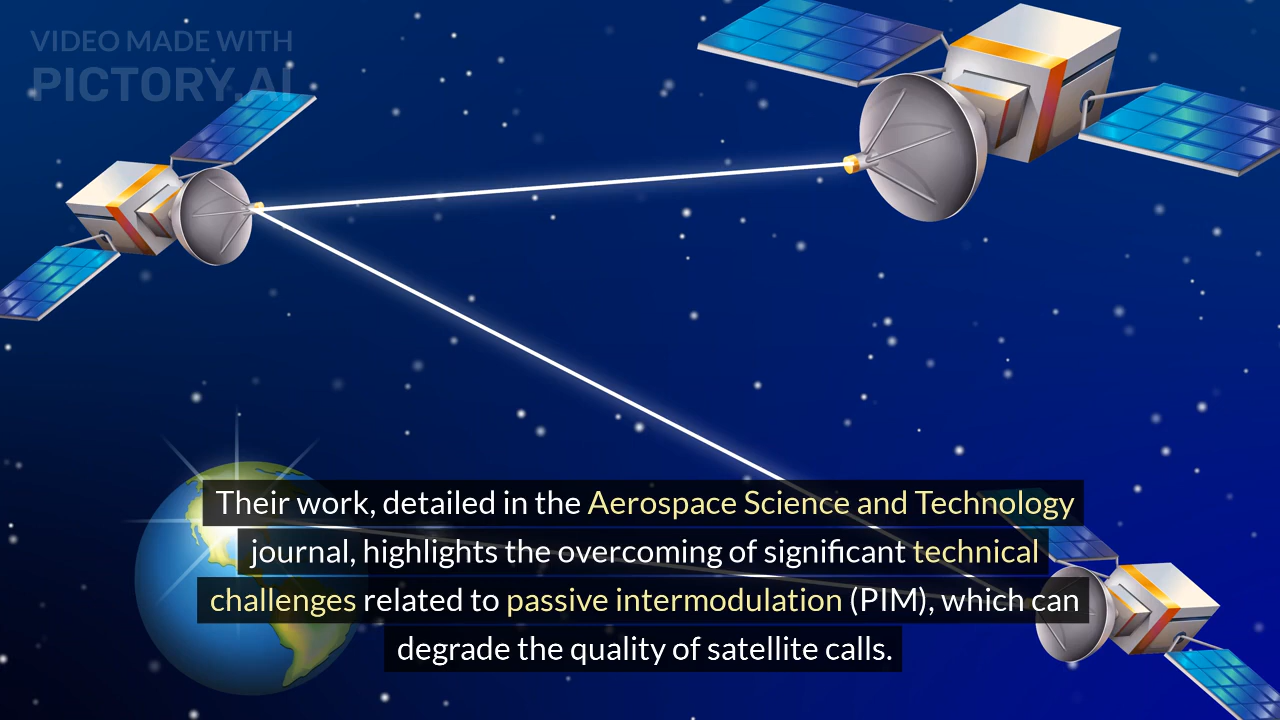 VIDEO MADE WITH
PICTORY.AI
Their work, detailed in the Aerospace Science and Technology
journal, highlights the overcoming of significant technical
challenges related to passive intermodulation (PIM), which can
degrade the quality of satellite calls.